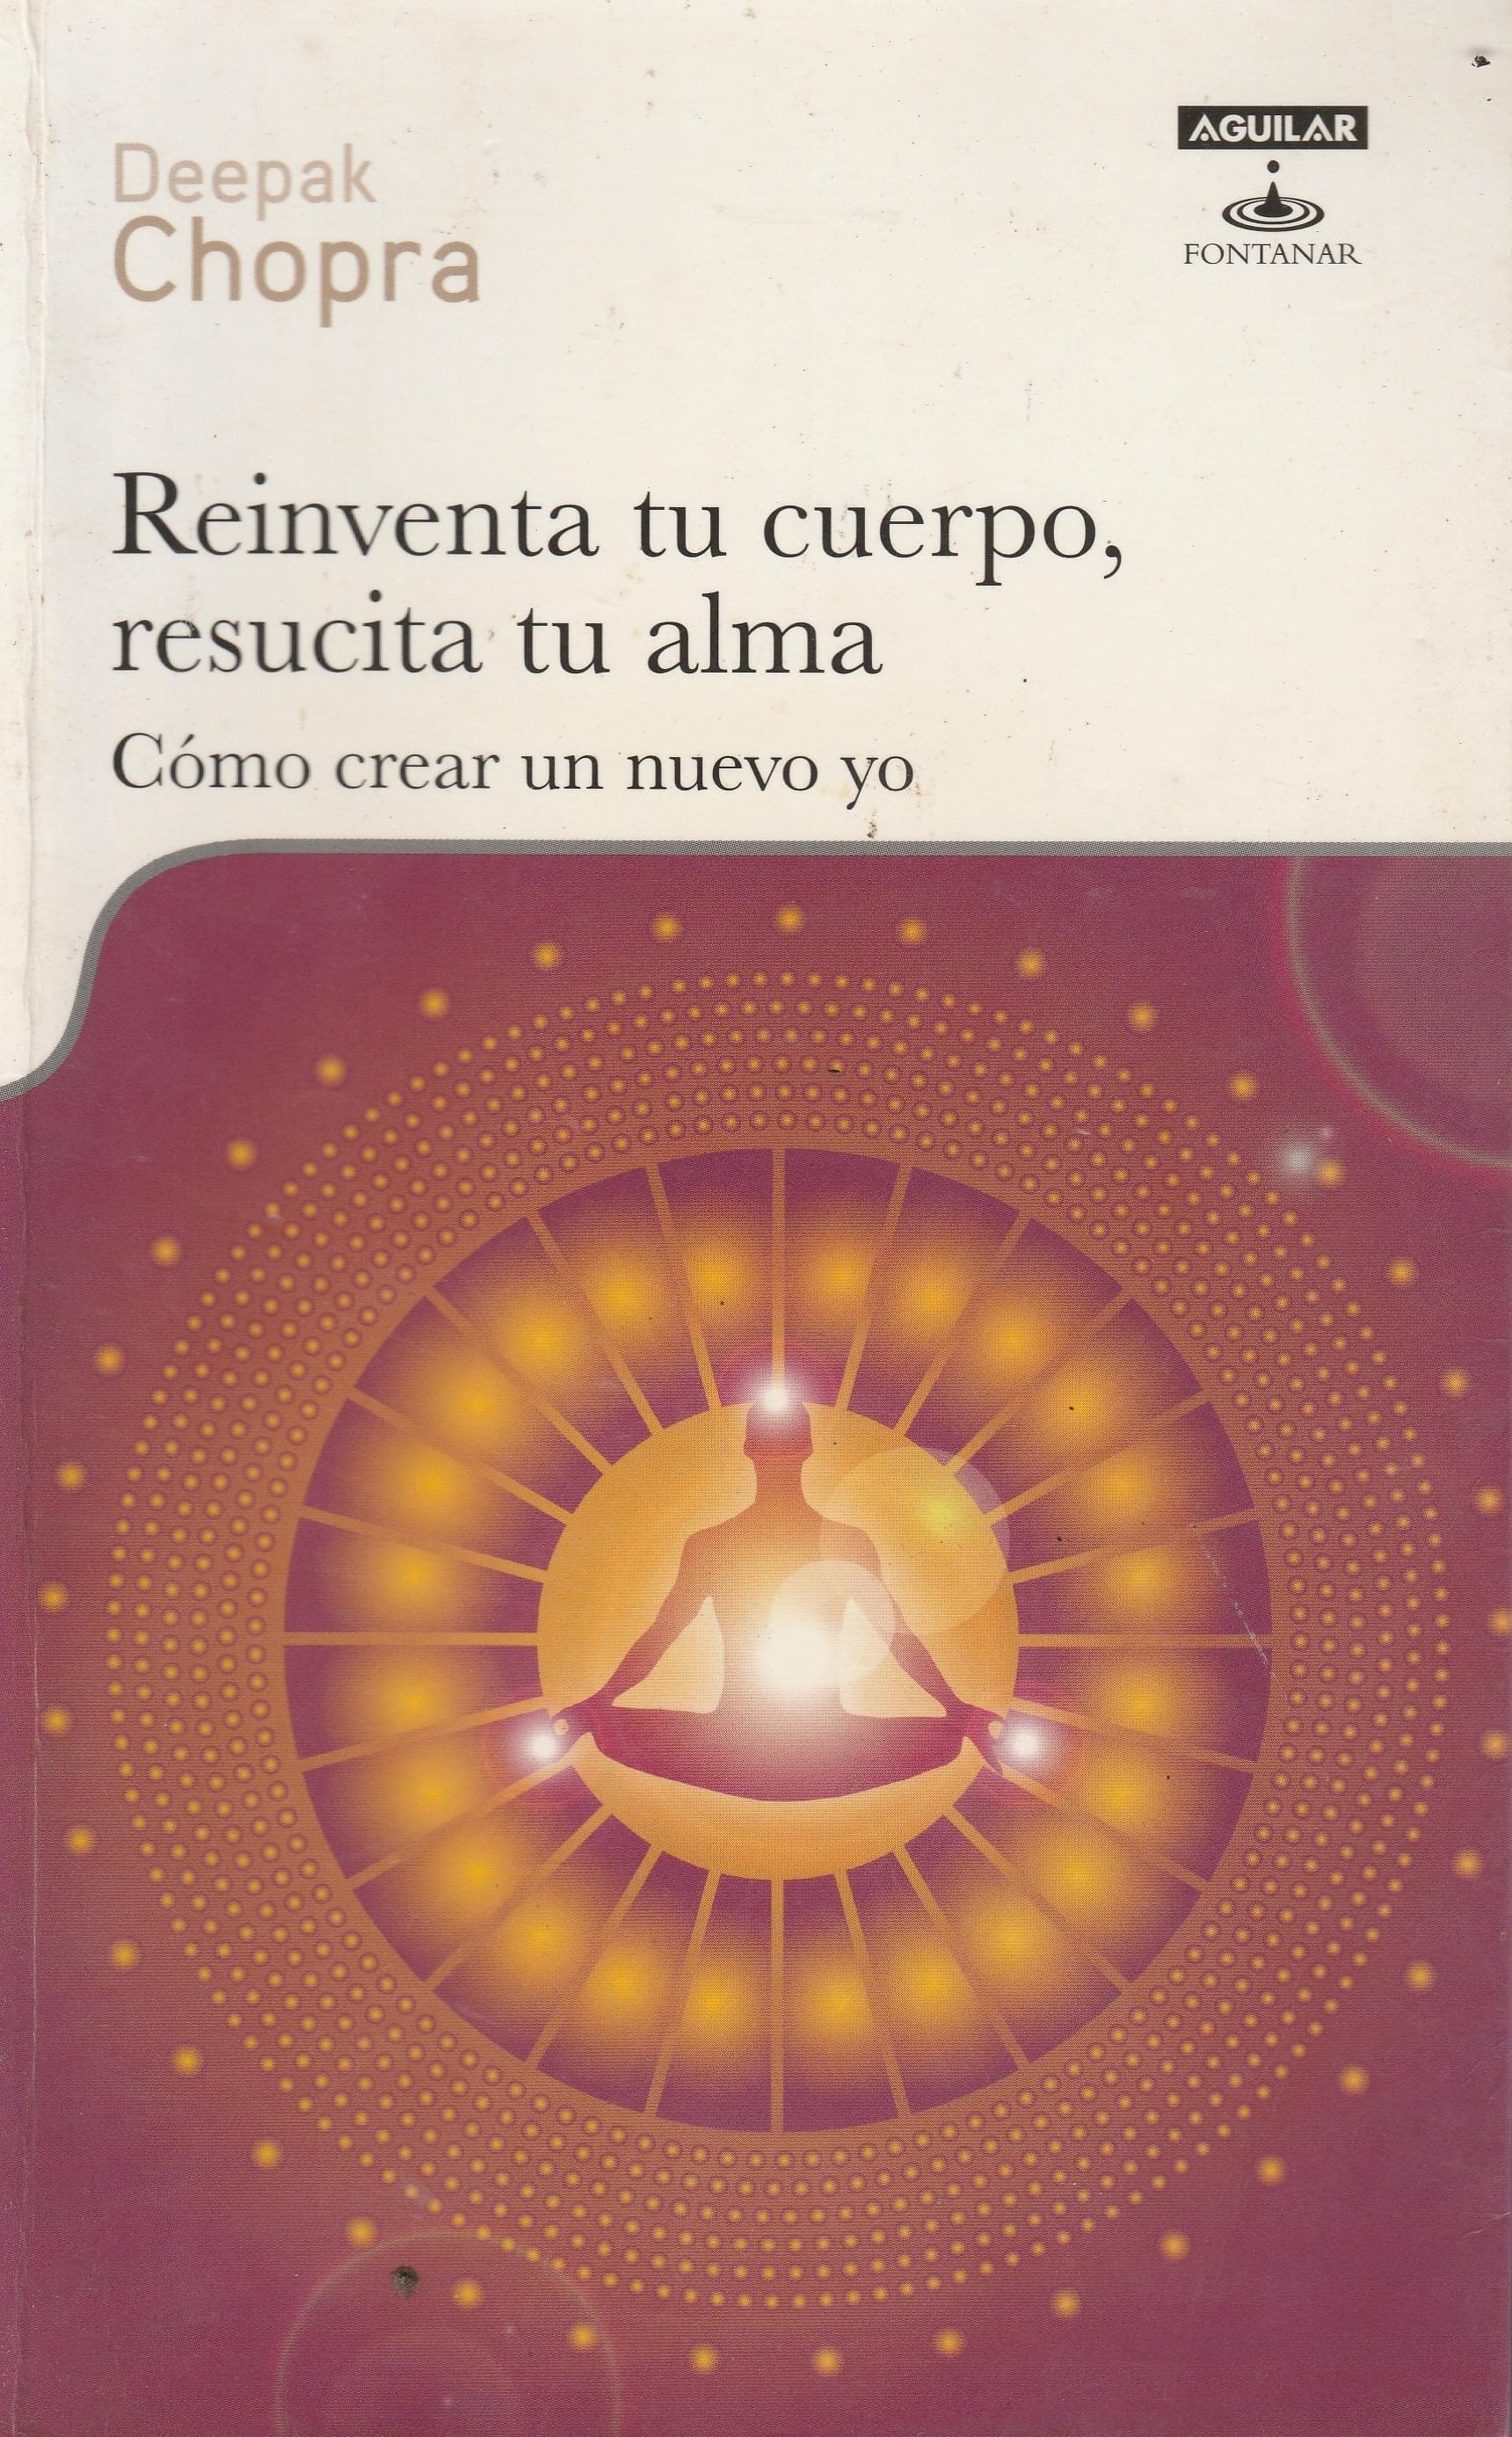 Deepak
Chopra
AGUILAR
FONTANAR
Reinventa tu cuerpo,
resucita tu alma
Cómo crear un nuevo yo